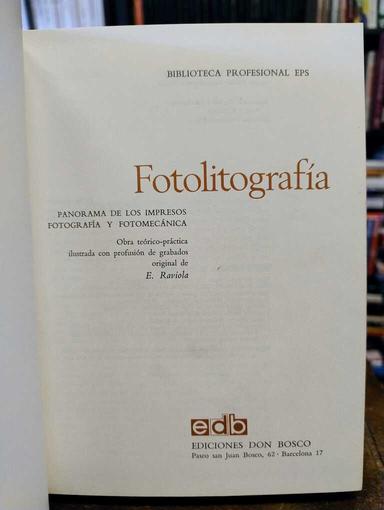 BIBLIOTECA PROFESIONAL EPS
Fotolitografía
PANORAMA DE LOS IMPRESOS
FOTOGRAFÍA Y FOTOMECÁNICA
Obra teórico-práctica
ilustrada con profusión de grabados
original de
E. Raviola
edb
EDICIONES DON BOSCO
Paseo san Juan Bosco, 62 · Barcelona 17